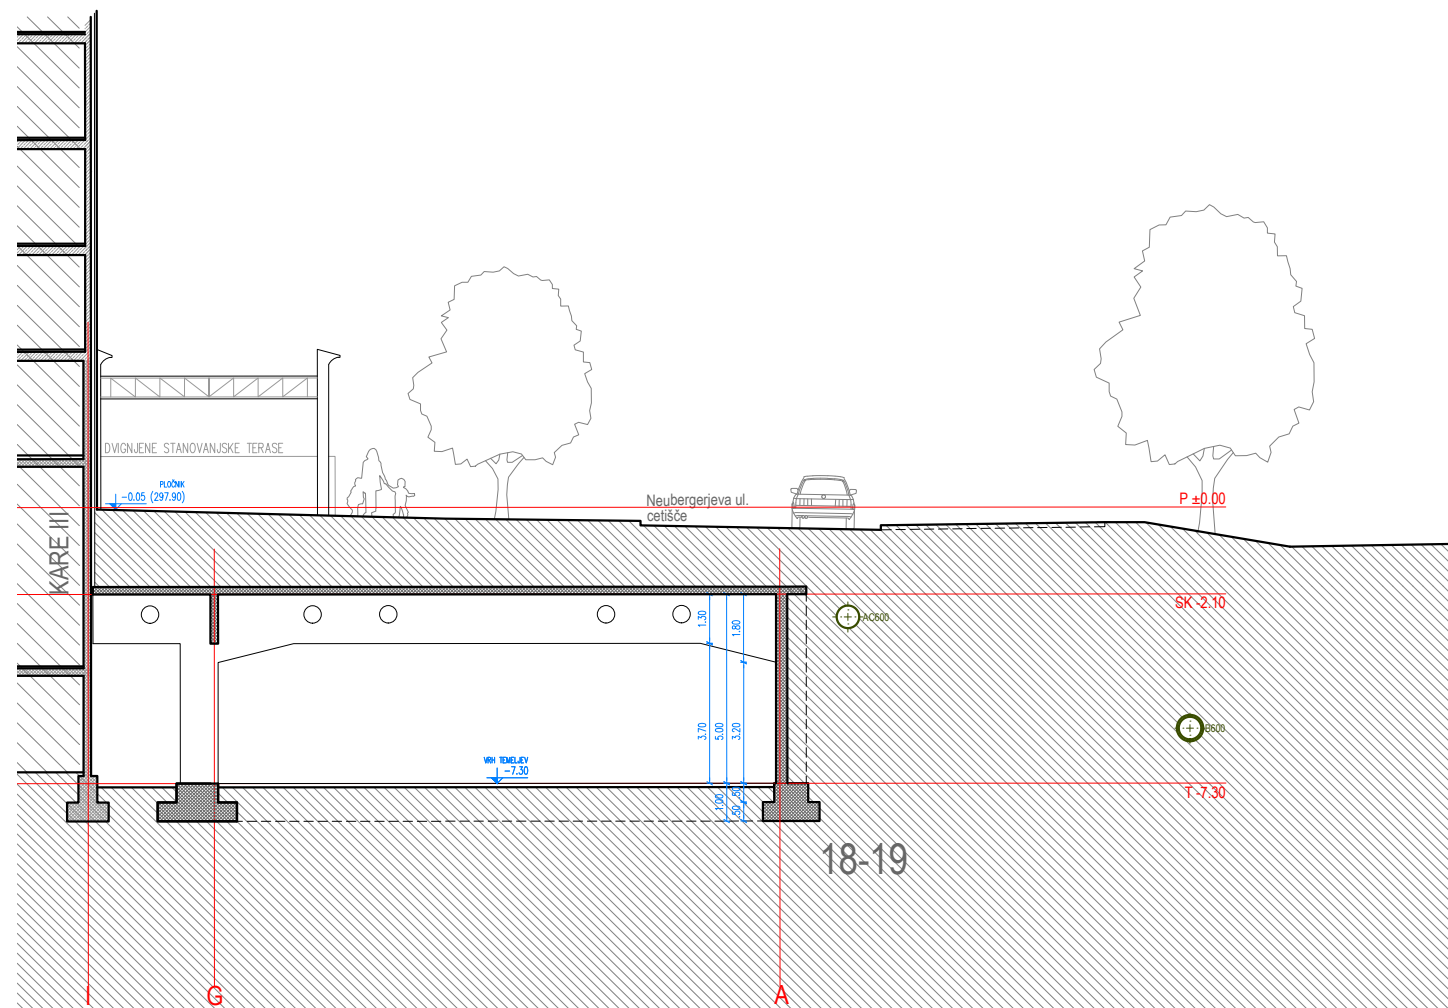 DVIGNJENE STANOVANJSKE TERASE
PLOČNIK
-0.05 (297.90)
Neubergerjeva ul.
cetišče
P ±0.00
KARE III
SK -2.10
AC600
1.30
1.80
3.70
5.00
3.20
B600
VRH TEMELJEV
-7.30
T -7.30
1.00
.50
.50
18-19
I
G
A